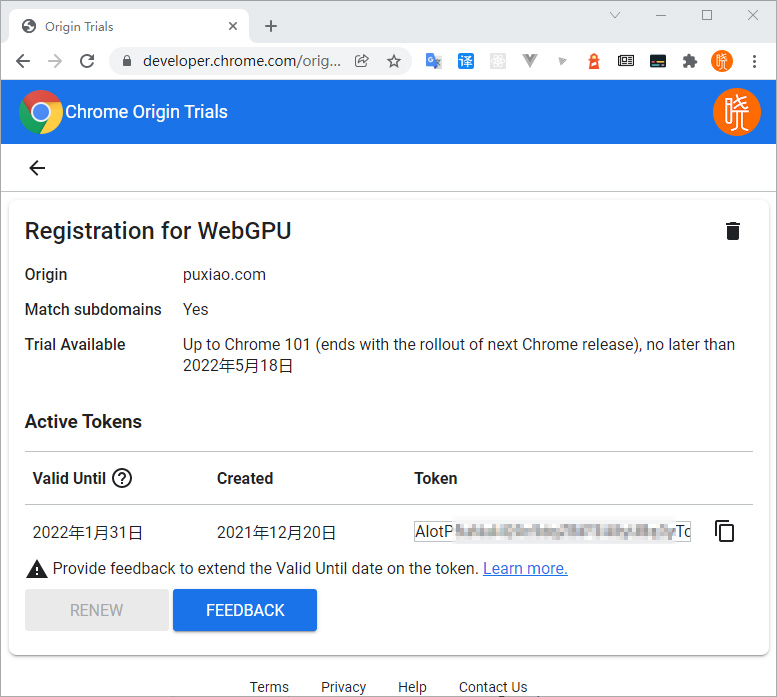 Origin Trials
developer.chrome.com/orig...
译
晓
Chrome Origin Trials
晓
Registration for WebGPU
Origin puxiao.com
Match subdomains Yes
Trial Available Up to Chrome 101 (ends with the rollout of next Chrome release), no later than
2022年5月18日
Active Tokens
Valid Until Created Token
2022年1月31日 2021年12月20日
Provide feedback to extend the Valid Until date on the token. Learn more.
RENEW FEEDBACK
Terms Privacy Help Contact Us